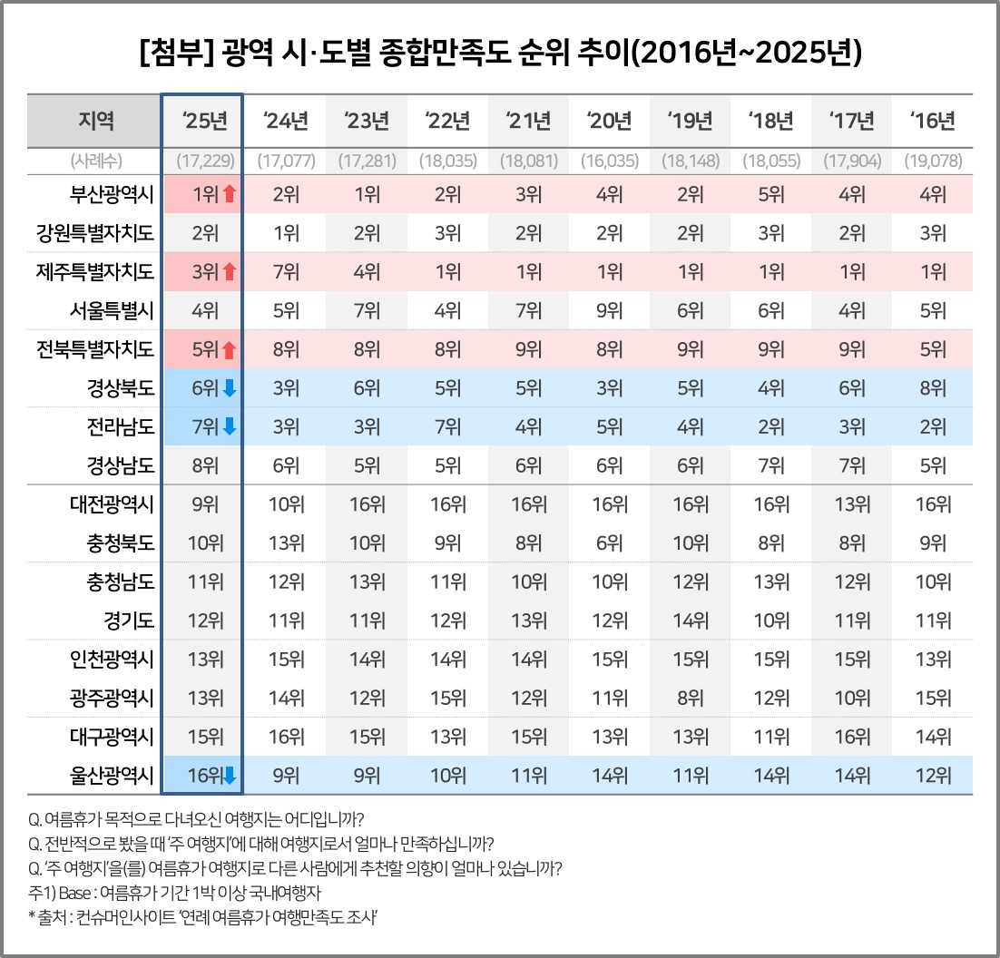 [첨부] 광역 시·도별 종합만족도 순위 추이(2016년~2025년)
지역 ‘25년 ‘24년 ‘23년 ‘22년 ‘21년 ‘20년 ‘19년 ‘18년 ‘17년 ‘16년
(사례수) (17,229) (17,077) (17,281) (18,035) (18,081) (16,035) (18,148) (18,055) (17,904) (19,078)
부산광역시 1위 2위 1위 2위 3위 4위 2위 5위 4위 4위
강원특별자치도 2위 1위 2위 3위 2위 2위 2위 3위 2위 3위
제주특별자치도 3위 7위 4위 1위 1위 1위 1위 1위 1위 1위
서울특별시 4위 5위 7위 4위 7위 9위 6위 6위 4위 5위
전북특별자치도 5위 8위 8위 8위 9위 8위 9위 9위 9위 5위
경상북도 6위 3위 6위 5위 5위 3위 5위 4위 6위 8위
전라남도 7위 3위 3위 7위 4위 5위 4위 2위 3위 2위
경상남도 8위 6위 5위 5위 6위 6위 6위 7위 7위 5위
대전광역시 9위 10위 16위 16위 16위 16위 16위 16위 13위 16위
충청북도 10위 13위 10위 9위 8위 6위 10위 8위 8위 9위
충청남도 11위 12위 13위 11위 10위 10위 12위 13위 12위 10위
경기도 12위 11위 11위 12위 13위 12위 14위 10위 11위 11위
인천광역시 13위 15위 14위 14위 14위 15위 15위 15위 15위 13위
광주광역시 13위 14위 12위 15위 12위 11위 8위 12위 10위 15위
대구광역시 15위 16위 15위 13위 15위 13위 13위 11위 16위 14위
울산광역시 16위 9위 9위 10위 11위 14위 11위 14위 14위 12위
Q. 여름휴가 목적으로 다녀오신 여행지는 어디입니까?
Q. 전반적으로 봤을 때 ‘주 여행지’에 대해 여행지로서 얼마나 만족하십니까?
Q. ‘주 여행지’을(를) 여름휴가 여행지로 다른 사람에게 추천할 의향이 얼마나 있습니까?
주1) Base : 여름휴가 기간 1박 이상 국내여행자
* 출처 : 컨슈머인사이트 ‘연례 여름휴가 여행만족도 조사’